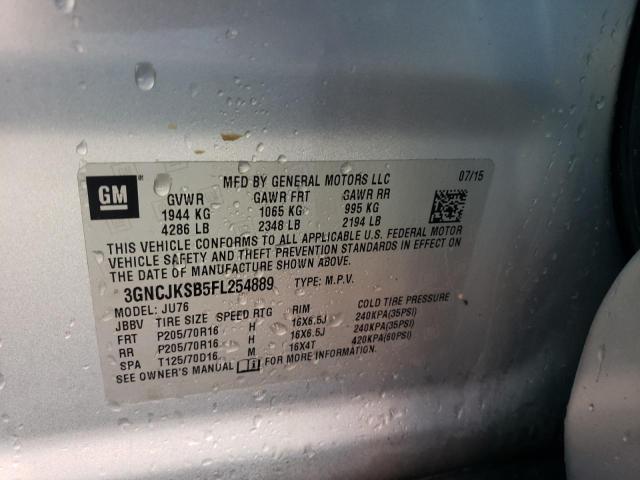 GM
MFD BY GENERAL MOTORS LLC 07/15
GVWR GAWR FRT GAWR RR
1944 KG 1065 KG 995 KG
4286 LB 2348 LB 2194 LB
THIS VEHICLE CONFORMS TO ALL APPLICABLE U.S. FEDERAL MOTOR
VEHICLE SAFETY AND THEFT PREVENTION STANDARDS IN EFFECT ON
THE DATE OF MANUFACTURE SHOWN ABOVE.
3GNCJKSB5FL254889 TYPE: M.P.V.
MODEL: JU76
JBBV TIRE SIZE SPEED RTG RIM COLD TIRE PRESSURE
FRT P205/70R16 H 16X6.5J 240KPA(35PSI)
RR P205/70R16 H 16X6.5J 240KPA(35PSI)
SPA T125/70D16 M 16X4T 420KPA(60PSI)
SEE OWNER'S MANUAL FOR MORE INFORMATION.